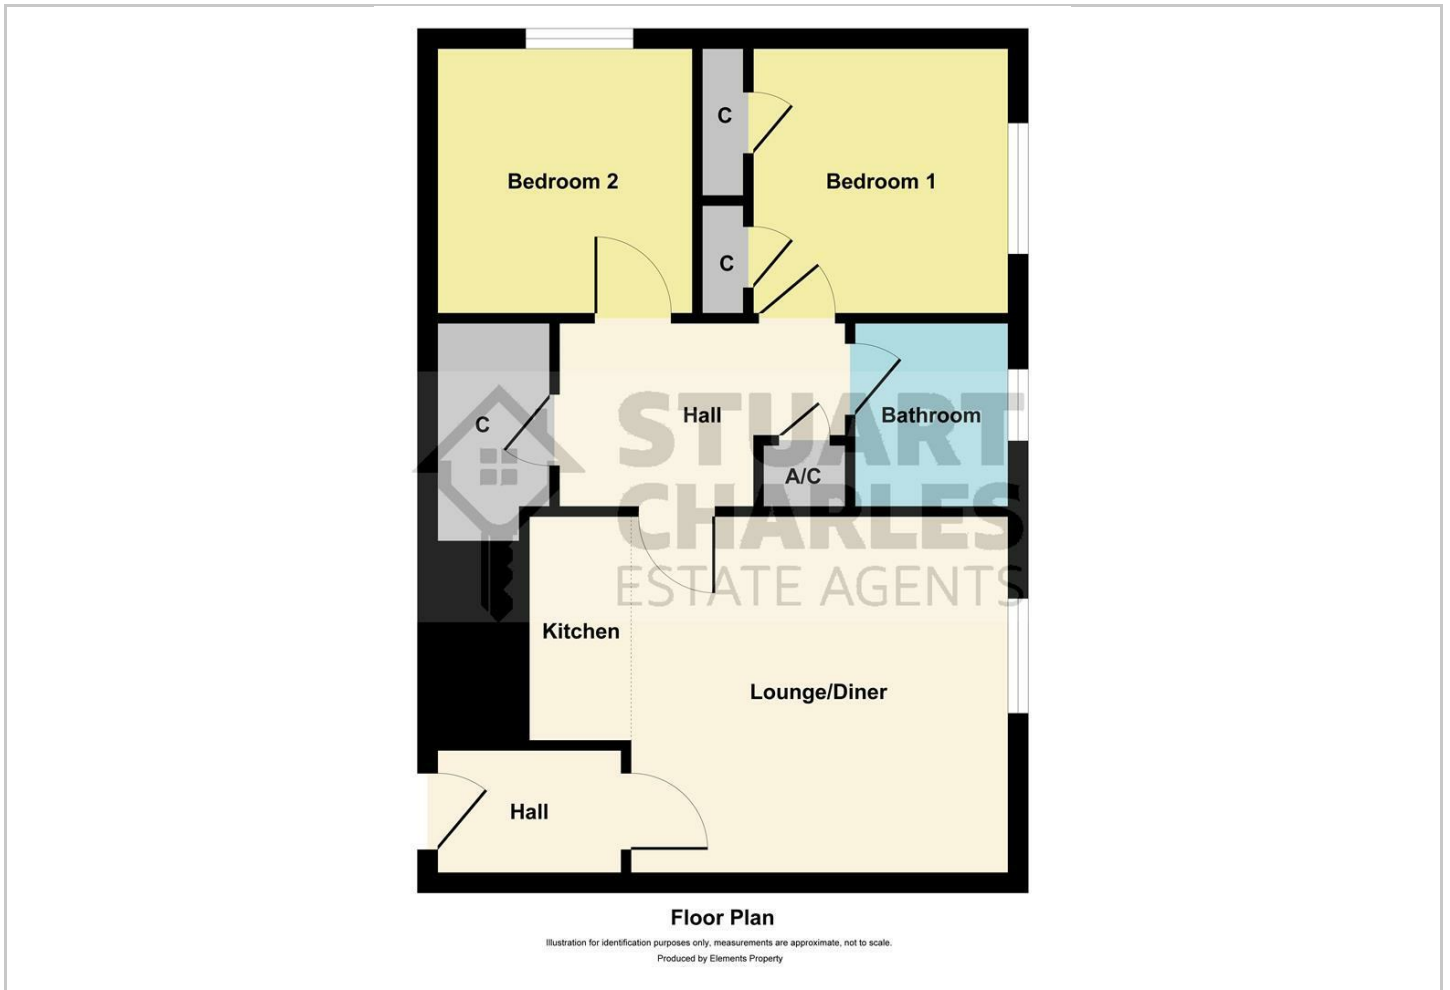 C
Bedroom 2
Bedroom 1
C
STUART
Hall
Bathroom
C
A/C
CHARLES
ESTATE AGENTS
Kitchen
Lounge/Diner
Hall
Floor Plan
Illustration for identification purposes only, measurements are approximate, not to scale.
Produced by Elements Property